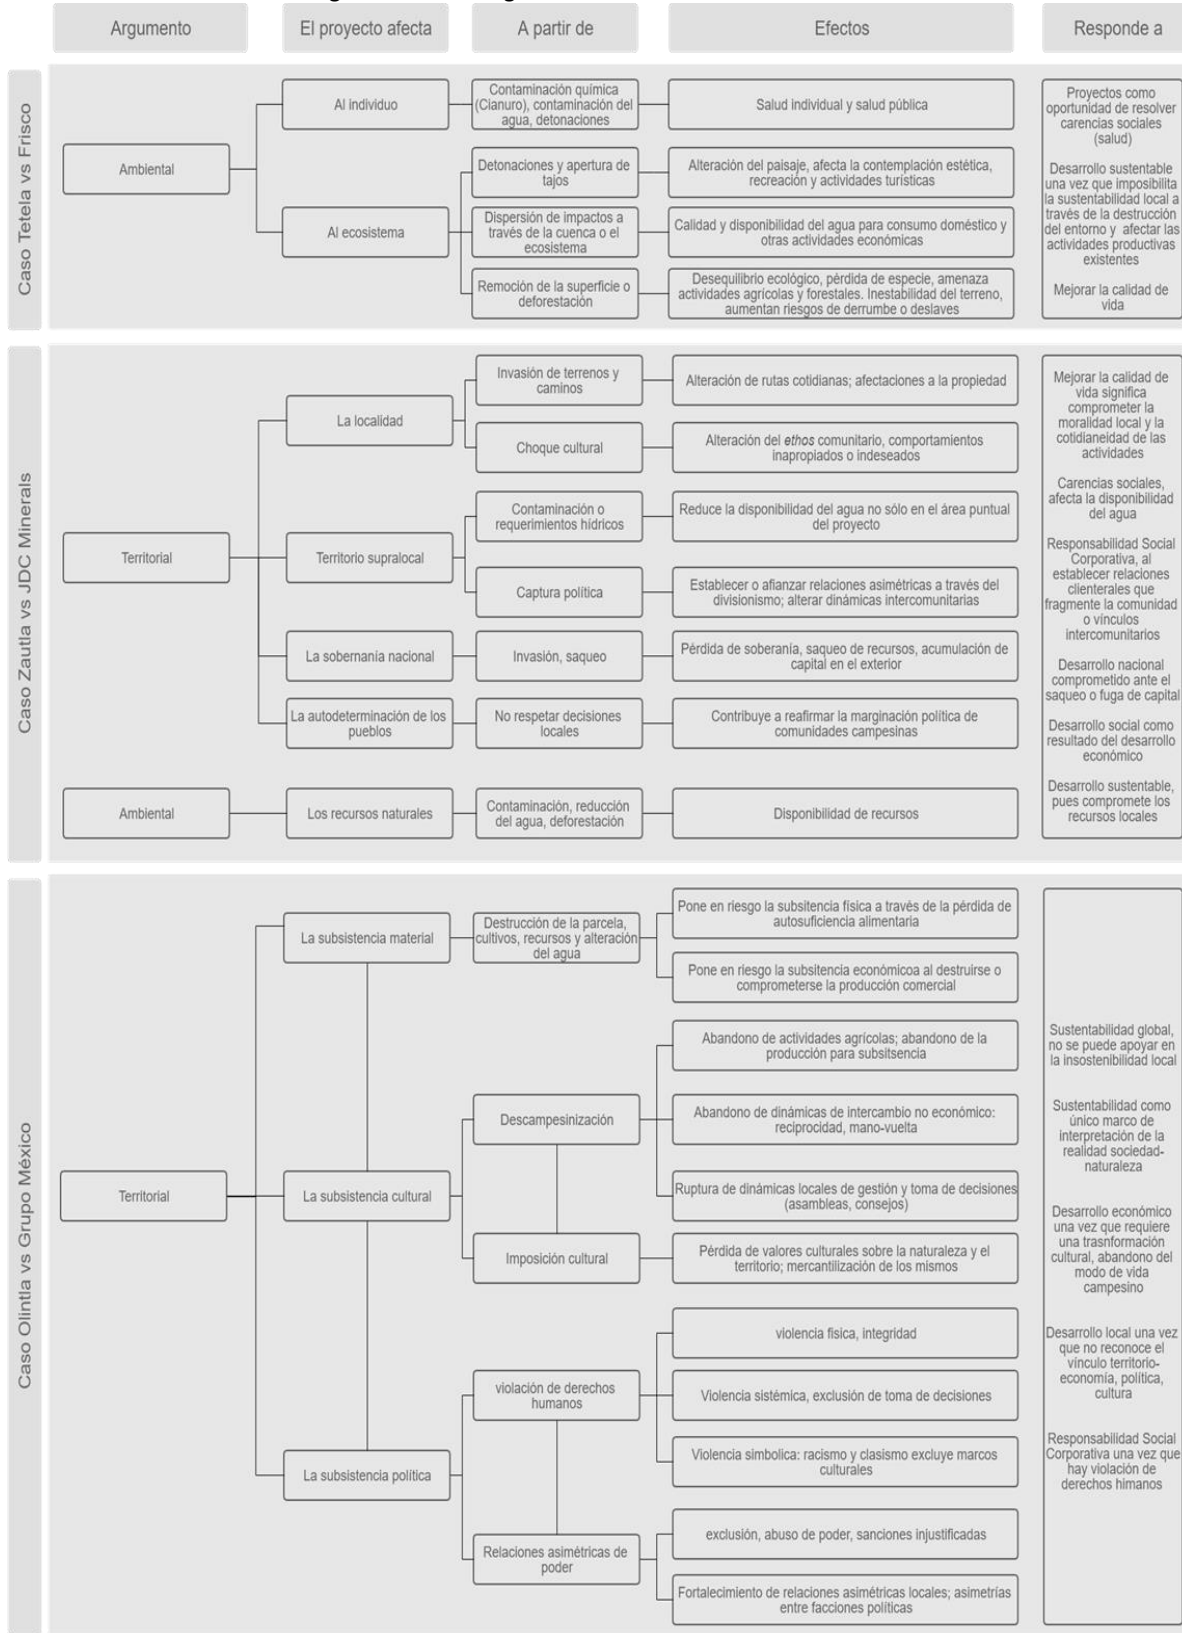 Argumento
El proyecto afecta
A partir de
Efectos
Responde a
Caso Tetela vs Frisco
Ambiental
Al individuo
Contaminación química
(Cianuro), contaminación del
agua, detonaciones
Salud individual y salud pública
Al ecosistema
Detonaciones y apertura de
tajos
Alteración del paisaje, afecta la contemplación estética,
recreación y actividades turísticas
Dispersión de impactos a
través de la cuenca o el
ecosistema
Calidad y disponibilidad del agua para consumo doméstico y
otras actividades económicas
Remoción de la superficie o
deforestación
Desequilibrio ecológico, pérdida de especie, amenaza
actividades agrícolas y forestales. Inestabilidad del terreno,
aumentan riesgos de derrumbe o deslaves
Proyectos como
oportunidad de resolver
carencias sociales
(salud)
Desarrollo sustentable
una vez que imposibilita
la sustentabilidad local a
través de la destrucción
del entorno y afectar las
actividades productivas
existentes
Mejorar la calidad de
vida
Caso Zautla vs JDC Minerals
Territorial
La localidad
Invasión de terrenos y
caminos
Alteración de rutas cotidianas; afectaciones a la propiedad
Choque cultural
Alteración del ethos comunitario, comportamientos
inapropiados o indeseados
Territorio supralocal
Contaminación o
requerimientos hídricos
Reduce la disponibilidad del agua no sólo en el área puntual
del proyecto
Captura política
Establecer o afianzar relaciones asimétricas a través del
divisionismo; alterar dinámicas intercomunitarias
La sobernanía nacional
Invasión, saqueo
Pérdida de soberanía, saqueo de recursos, acumulación de
capital en el exterior
La autodeterminación de los
pueblos
No respetar decisiones
locales
Contribuye a reafirmar la marginación política de
comunidades campesinas
Ambiental
Los recursos naturales
Contaminación, reducción
del agua, deforestación
Disponibilidad de recursos
Mejorar la calidad de
vida significa
comprometer la
moralidad local y la
cotidianeidad de las
actividades
Carencias sociales,
afecta la disponibilidad
del agua
Responsabilidad Social
Corporativa, al
establecer relaciones
clienterales que
fragmente la comunidad
o vínculos
intercomunitarios
Desarrollo nacional
comprometido ante el
saqueo o fuga de capital
Desarrollo social como
resultado del desarrollo
económico
Desarrollo sustentable,
pues compromete los
recursos locales
Caso Olintla vs Grupo México
Territorial
La subsistencia material
Destrucción de la parcela,
cultivos, recursos y alteración
del agua
Pone en riesgo la subsitencia física a través de la pérdida de
autosuficiencia alimentaria
Pone en riesgo la subsitencia económicoa al destruirse o
comprometerse la producción comercial
La subsistencia cultural
Descampesinización
Abandono de actividades agrícolas; abandono de la
producción para subsitsencia
Abandono de dinámicas de intercambio no económico:
reciprocidad, mano-vuelta
Ruptura de dinámicas locales de gestión y toma de decisiones
(asambleas, consejos)
Imposición cultural
Pérdida de valores culturales sobre la naturaleza y el
territorio; mercantilización de los mismos
La subsistencia política
violación de derechos
humanos
violencia física, integridad
Violencia sistémica, exclusión de toma de decisiones
Violencia simbolica: racismo y clasismo excluye marcos
culturales
Relaciones asimétricas de
poder
exclusión, abuso de poder, sanciones injustificadas
Fortalecimiento de relaciones asimétricas locales; asimetrías
entre facciones políticas
Sustentabilidad global,
no se puede apoyar en
la insostenibilidad local
Sustentabilidad como
único marco de
interpretación de la
realidad sociedad-
naturaleza
Desarrollo económico
una vez que requiere
una trasnformación
cultural, abandono del
modo de vida
campesino
Desarrollo local una vez
que no reconoce el
vínculo territorio-
economía, política,
cultura
Responsabilidad Social
Corporativa una vez que
hay violación de
derechos himanos